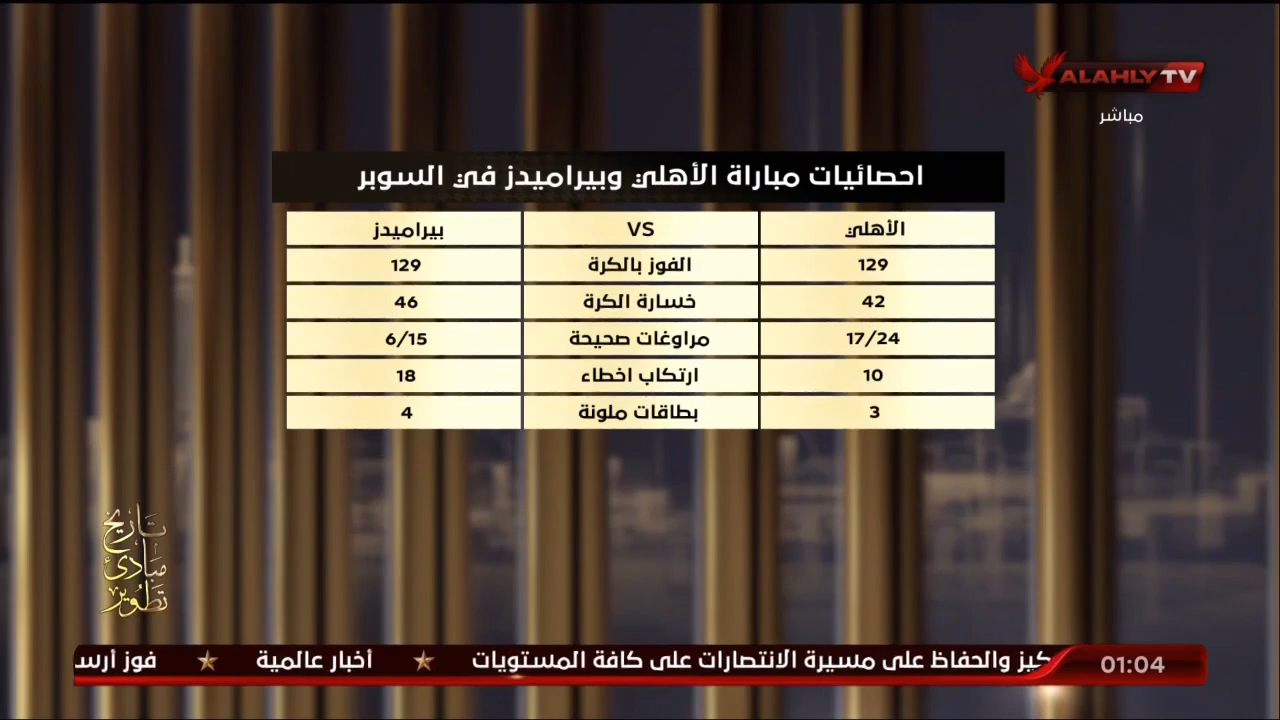 ALAHLY TV
مباشر
احصائيات مباراة الأهلي وبيراميدز في السوبر
الأهلي VS بيراميدز
129 الفوز بالكرة 129
42 خسارة الكرة 46
17/24 مراوغات صحيحة 6/15
10 ارتكاب اخطاء 18
3 بطاقات ملونة 4
تاريخ
مبادئ
تطوير
01:04 والحفاظ على مسيرة الانتصارات على كافة المستويات ★ أخبار عالمية ★ فوز